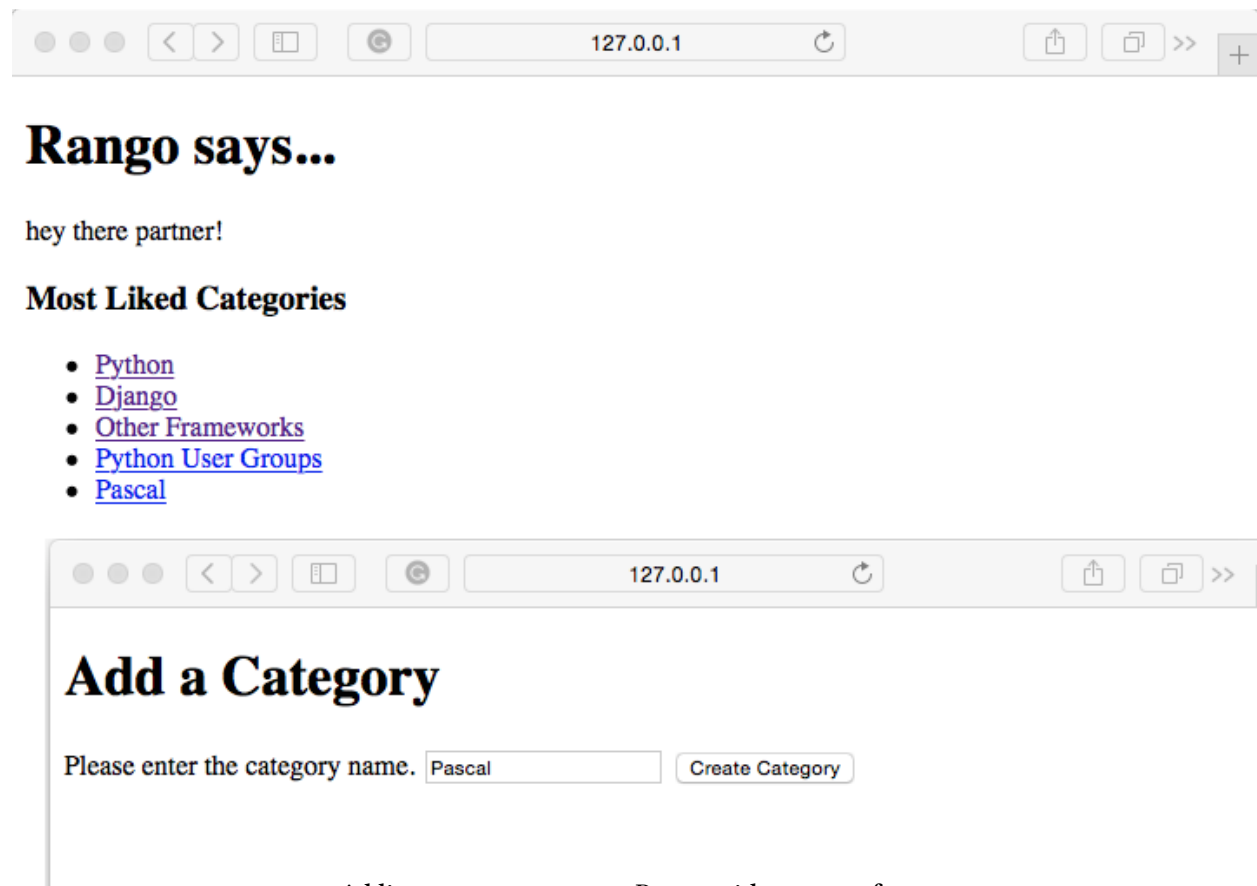 127.0.0.1
Rango says...
hey there partner!
Most Liked Categories
Python
Django
Other Frameworks
Python User Groups
Pascal
127.0.0.1
Add a Category
Please enter the category name. Pascal Create Category